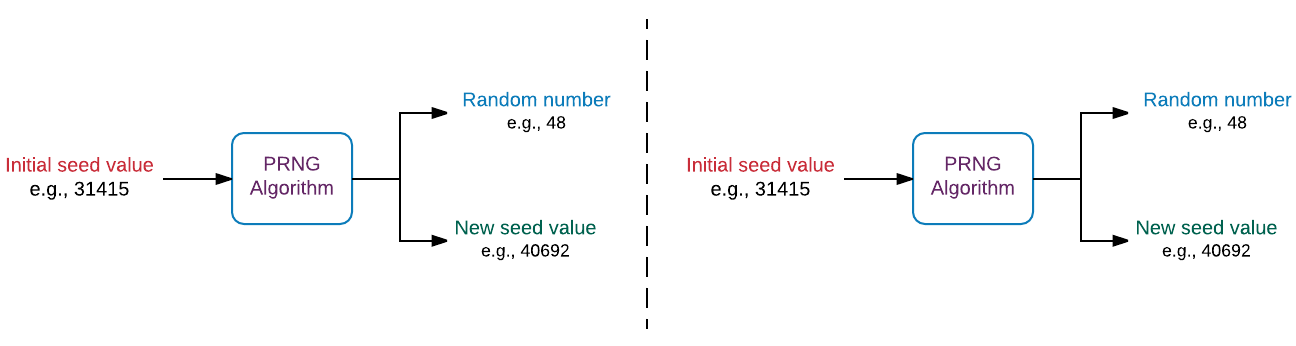 Initial seed value
e.g., 31415
PRNG
Algorithm
Random number
e.g., 48
New seed value
e.g., 40692
Initial seed value
e.g., 31415
PRNG
Algorithm
Random number
e.g., 48
New seed value
e.g., 40692